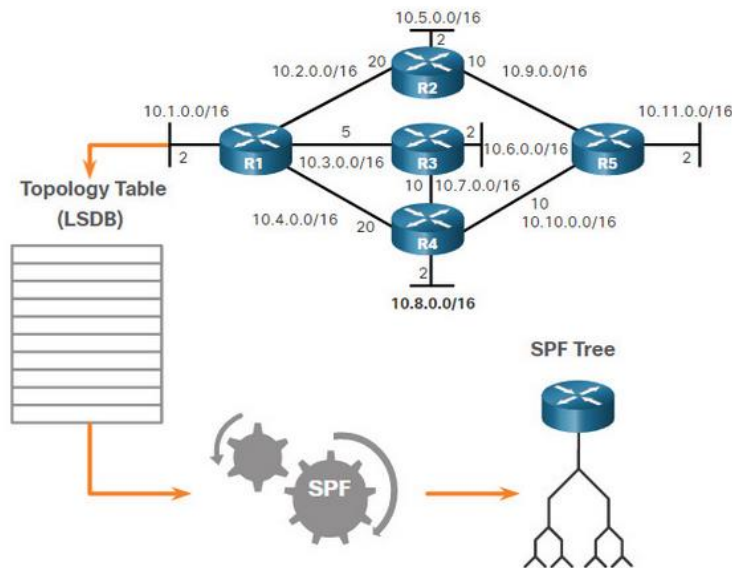 10.5.0.0/16
2
20
10
10.2.0.0/16
R2
10.9.0.0/16
10.1.0.0/16
10.11.0.0/16
5
2
2
R1
10.3.0.0/16
R3
10.6.0.0/16
R5
2
Topology Table
(LSDB)
10
10.7.0.0/16
10
10.4.0.0/16
20
R4
10.10.0.0/16
2
10.8.0.0/16
SPF Tree
SPF